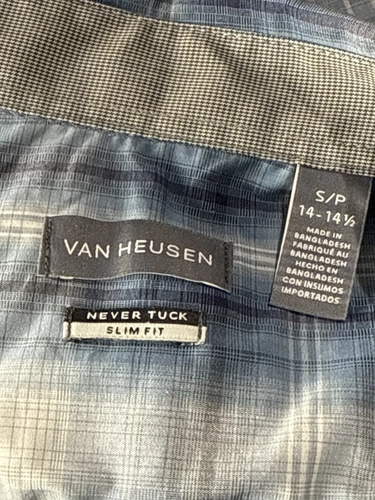 VAN HEUSEN
NEVER TUCK
SLIM FIT
S/P
14-14½
MADE IN
BANGLADESH
FABRIQUÉ AU
BANGLADESH
HECHO EN
BANGLADESH
CON INSUMOS
IMPORTADOS